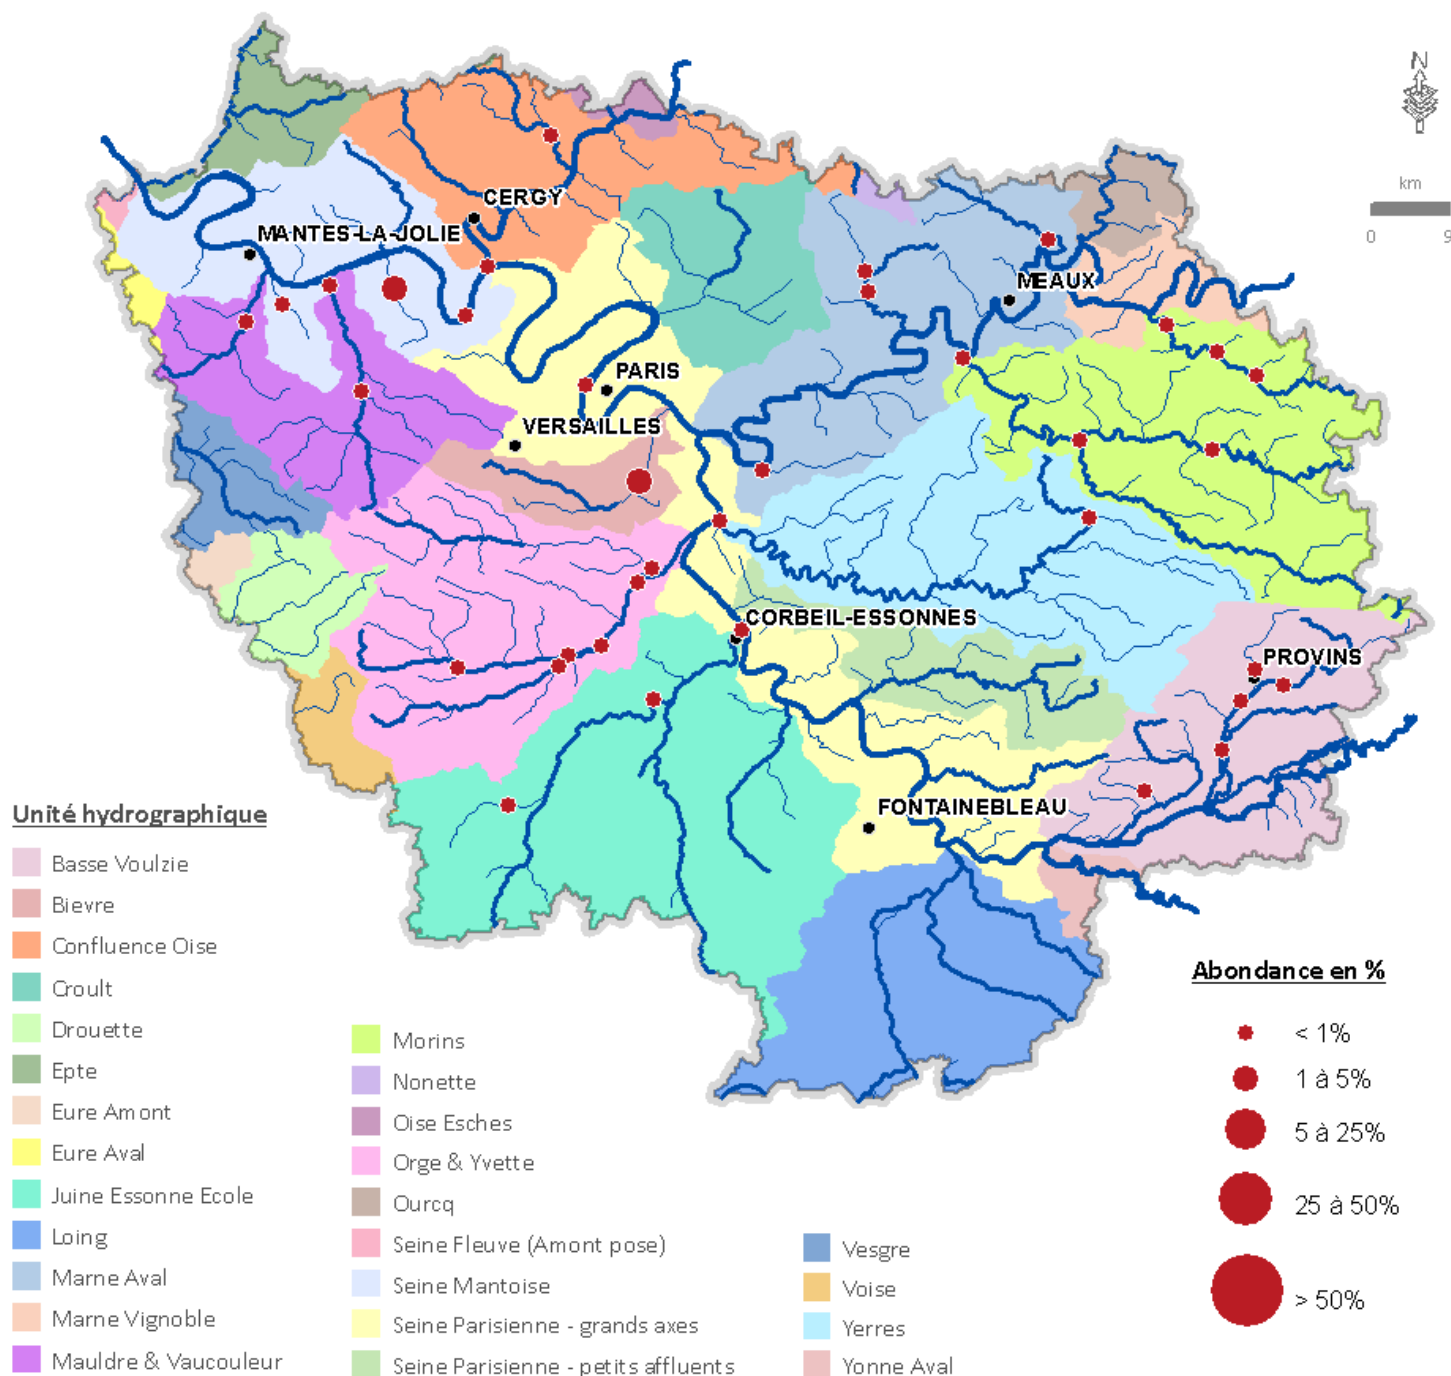 N
km
0 9
CERGY
MANTES-LA-JOLIE
MEAUX
PARIS
VERSAILLES
CORBEIL-ESSONNES
PROVINS
FONTAINEBLEAU
Unité hydrographique
Basse Voulzie
Bievre
Confluence Oise
Croult
Drouette
Epte
Eure Amont
Eure Aval
Juine Essonne Ecole
Loing
Marne Aval
Marne Vignoble
Mauldre & Vaucouleur
Morins
Nonette
Oise Esches
Orge & Yvette
Ourcq
Seine Fleuve (Amont pose)
Seine Mantoise
Seine Parisienne - grands axes
Seine Parisienne - petits affluents
Vesgre
Voise
Yerres
Yonne Aval
Abondance en %
< 1%
1 à 5%
5 à 25%
25 à 50%
> 50%